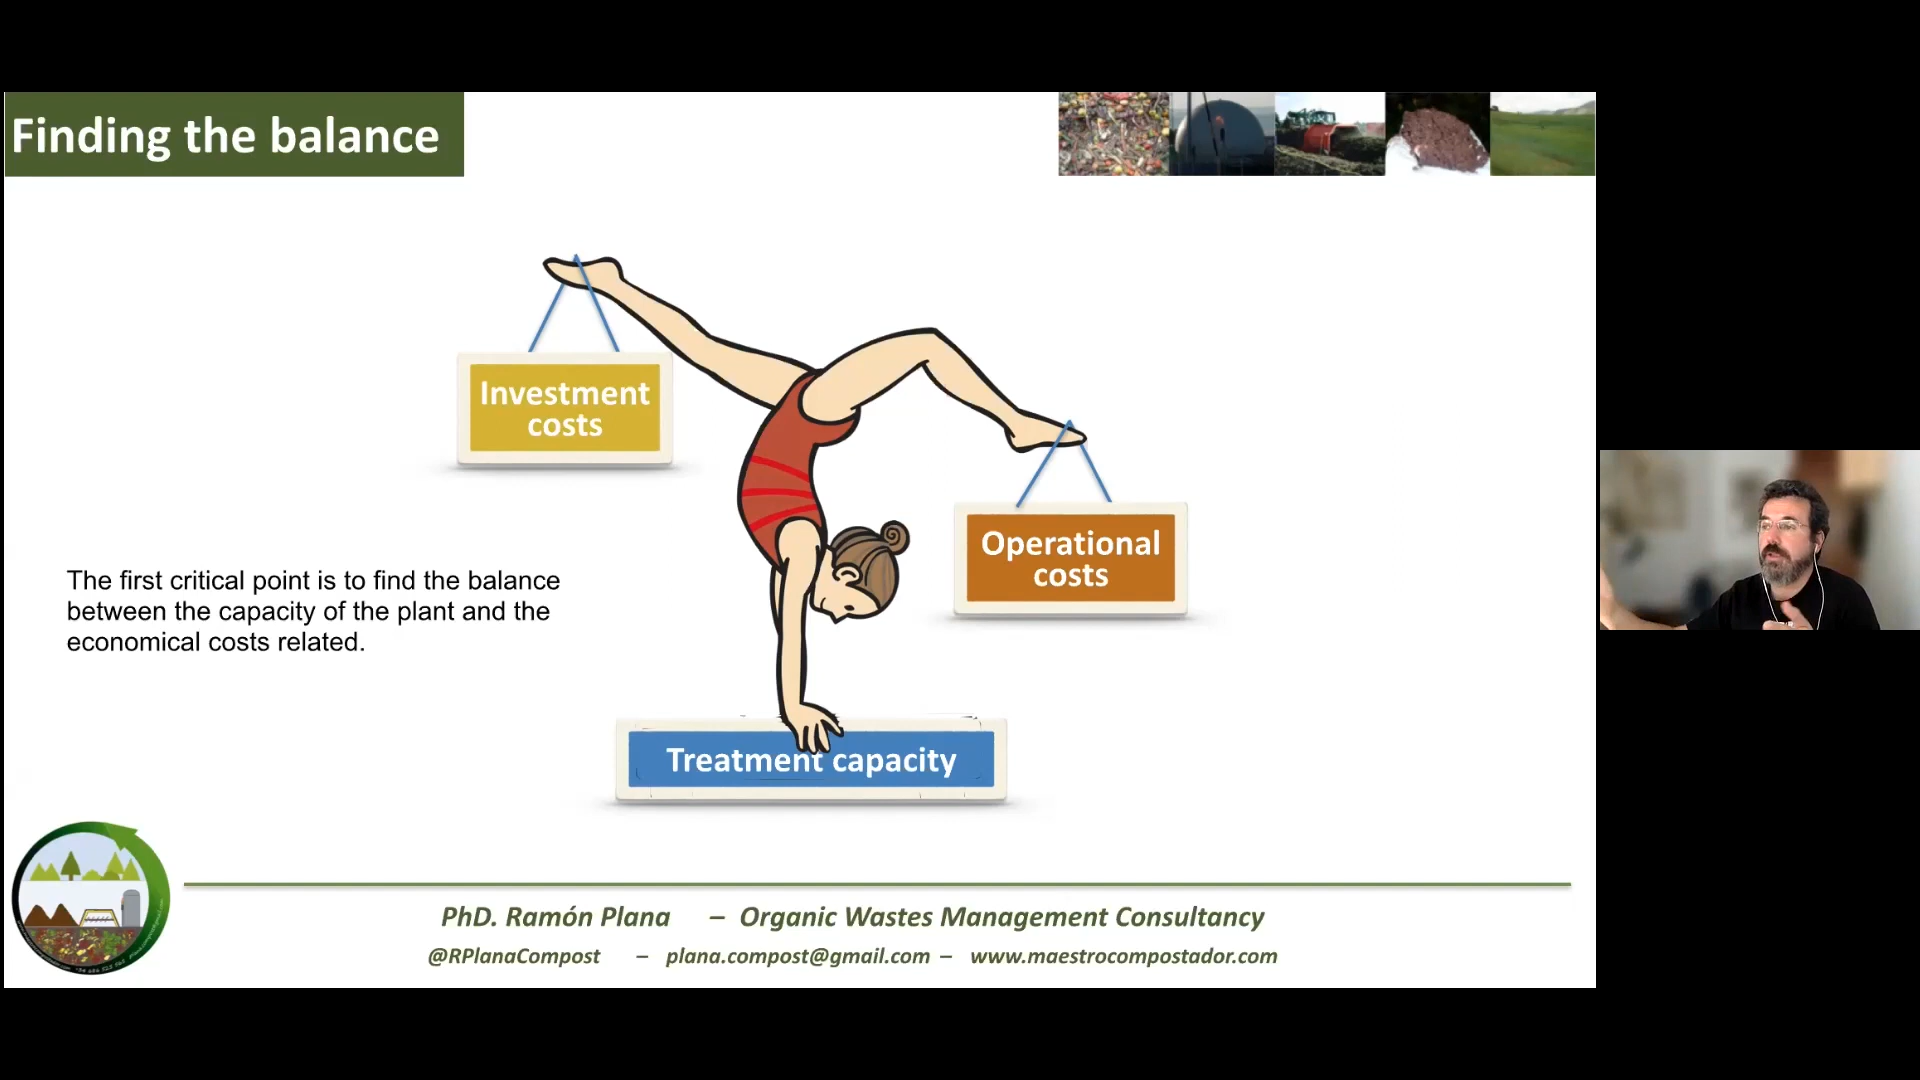 Finding the balance
Investment
costs
Operational
costs
The first critical point is to find the balance
between the capacity of the plant and the
economical costs related.
Treatment capacity
PhD. Ramón Plana – Organic Wastes Management Consultancy
@RPlanaCompost – plana.compost@gmail.com – www.maestrocompostador.com